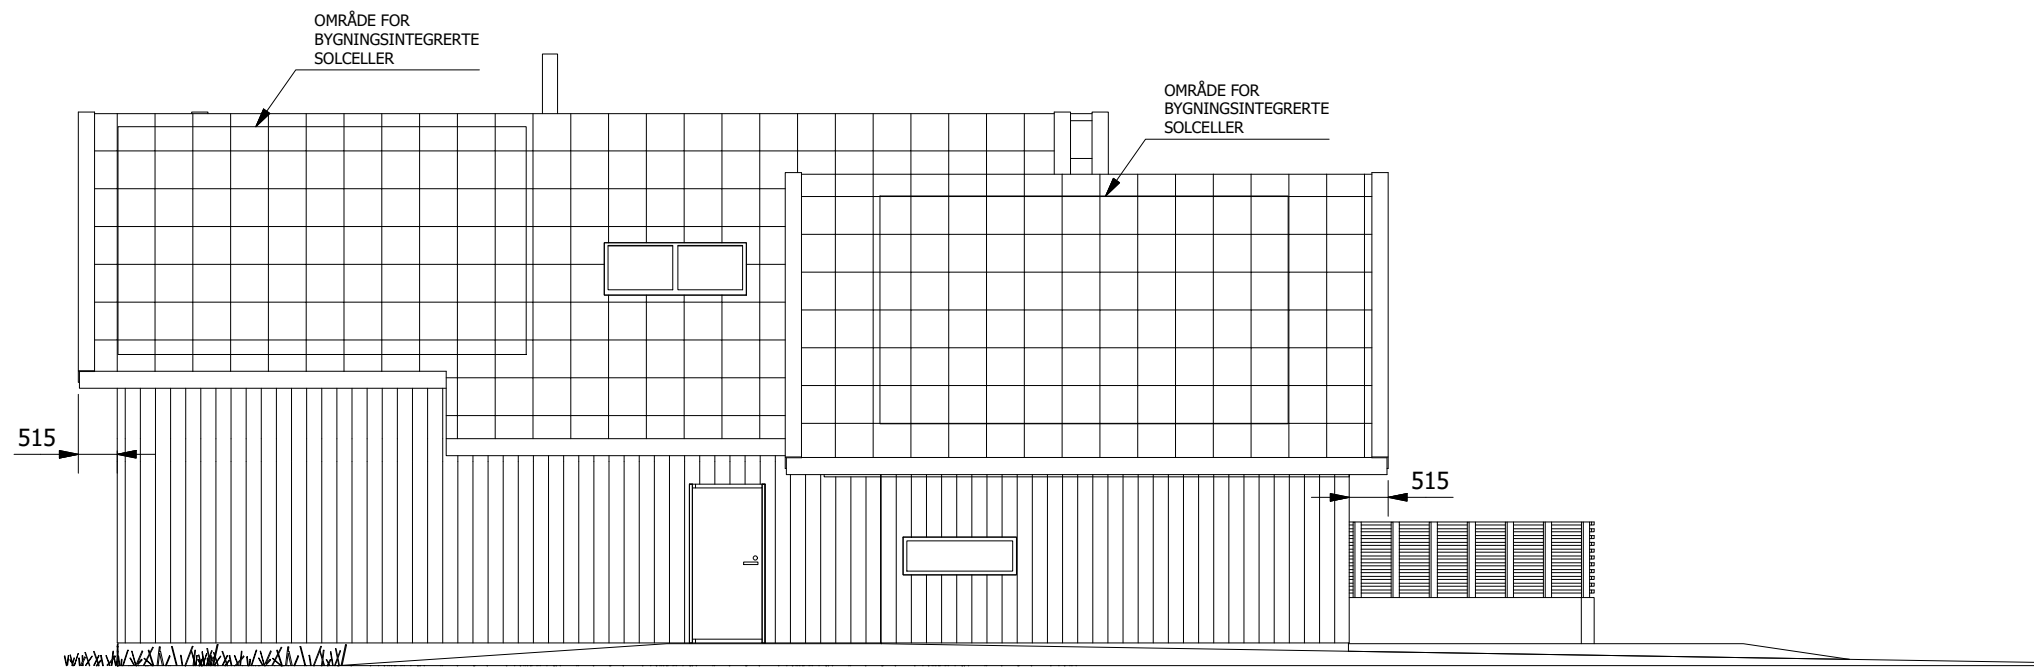 OMRÅDE FOR
BYGNINGSINTEGRERTE
SOLCELLER
OMRÅDE FOR
BYGNINGSINTEGRERTE
SOLCELLER
515
515